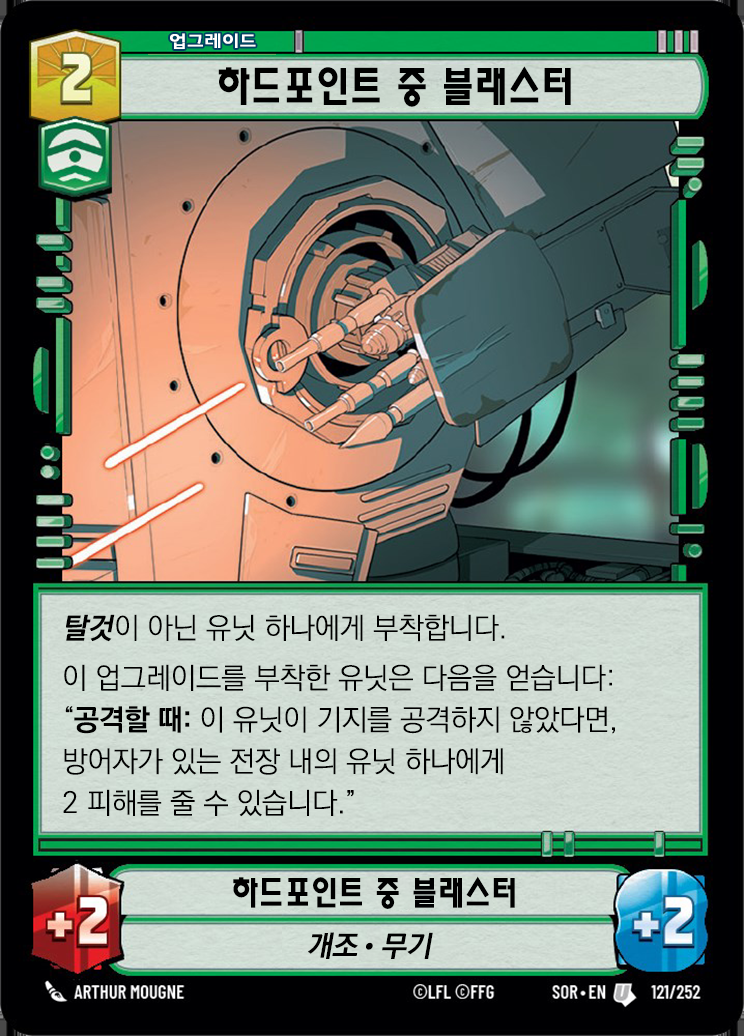 업그레이드
2
하드포인트 중 블래스터
탈것이 아닌 유닛 하나에게 부착합니다.
이 업그레이드를 부착한 유닛은 다음을 얻습니다:
“공격할 때: 이 유닛이 기지를 공격하지 않았다면,
방어자가 있는 전장 내의 유닛 하나에게
2 피해를 줄 수 있습니다.”
하드포인트 중 블래스터
+2
+2
개조 • 무기
ARTHUR MOUGNE
©LFL ©FFG
SOR • EN
U
121/252